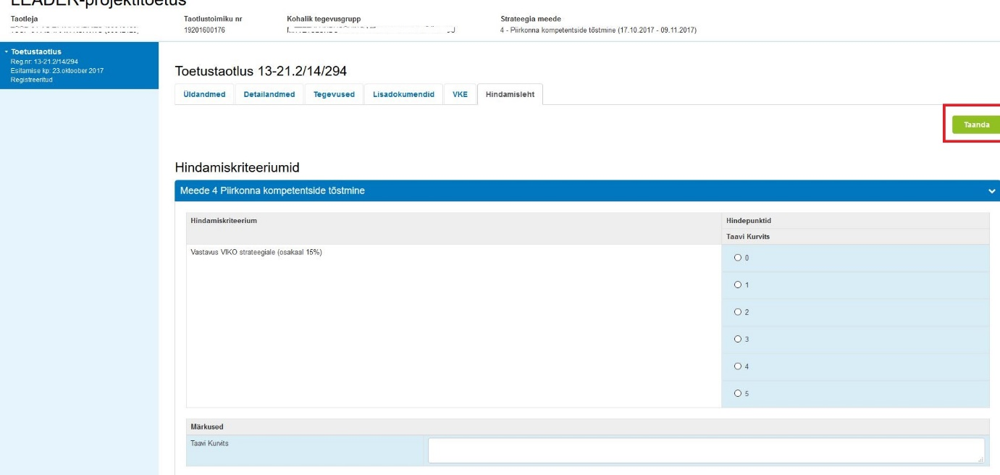 LEADER-projektitoetus
Taotleja
Taotlustoimiku nr
Kohalik tegevusgrupp
Strateegia meede
19201600176
4 - Piirkonna kompetentside tõstmine (17.10.2017 - 09.11.2017)
Toetustaotlus
Reg.nr: 13-21.2/14/294
Esitamise kp: 23.oktoober 2017
Registreeritud
Toetustaotlus 13-21.2/14/294
Üldandmed
Detailandmed
Tegevused
Lisadokumendid
VKE
Hindamisleht
Taanda
Hindamiskriteeriumid
Meede 4 Piirkonna kompetentside tõstmine
Hindamiskriteerium
Hindepunktid
Taavi Kurvits
Vastavus VIKO strateegiale (osakaal 15%)
0
1
2
3
4
5
Märkused
Taavi Kurvits